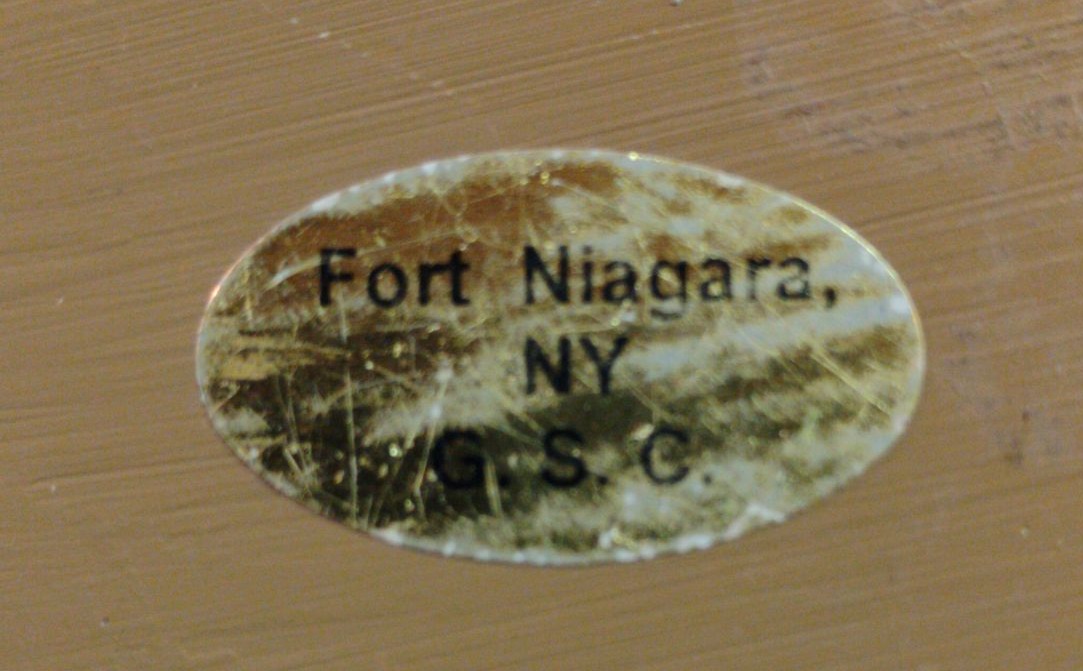 Fort Niagara,
NY
G. S. C.